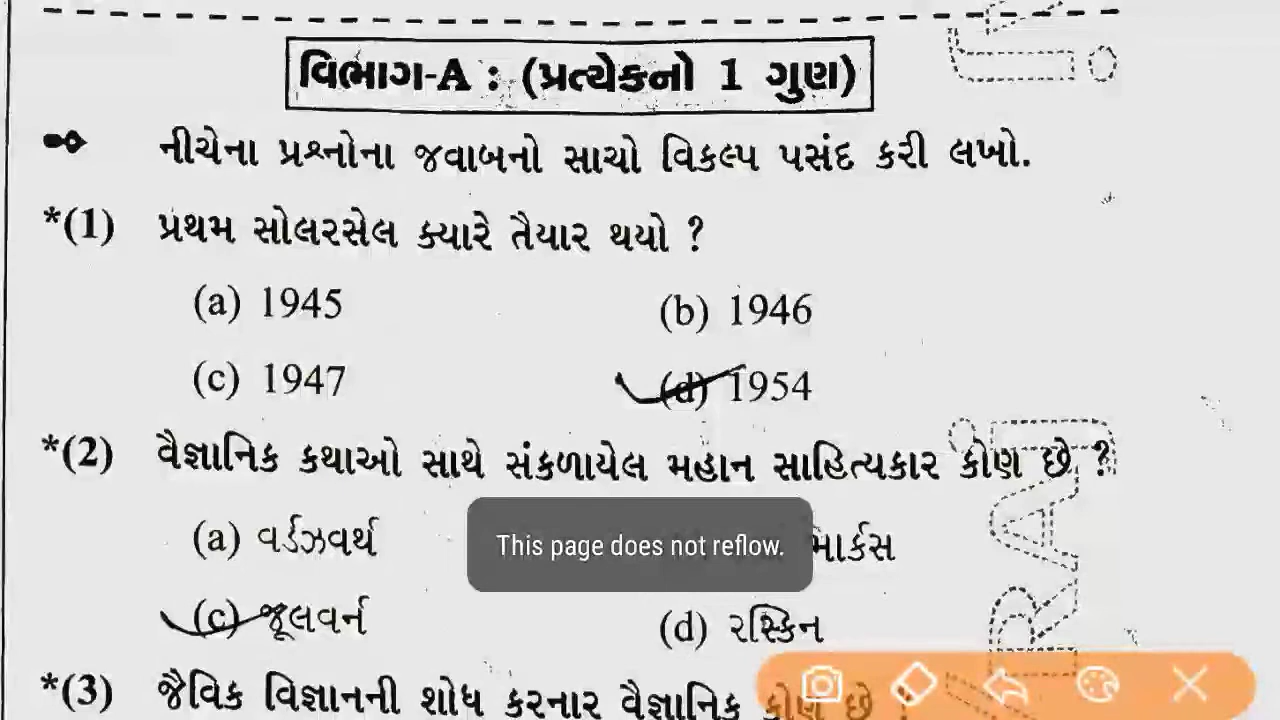 વિભાગ-A : (પ્રત્યેકનો 1 ગુણ)
નીચેના પ્રશ્નોના જવાબનો સાચો વિકલ્પ પસંદ કરી લખો.
*(1) પ્રથમ સોલરસેલ ક્યારે તૈયાર થયો ?
(a) 1945 (b) 1946
(c) 1947 (d) 1954
*(2) વૈજ્ઞાનિક કથાઓ સાથે સંકળાયેલ મહાન સાહિત્યકાર કોણ છે ?
(a) વર્ડઝવર્થ માર્કસ
This page does not reflow.
(c) જૂલવર્ન (d) રસ્કિન
*(3) જૈવિક વિજ્ઞાનની શોધ કરનાર વૈજ્ઞાનિક કોણ છે